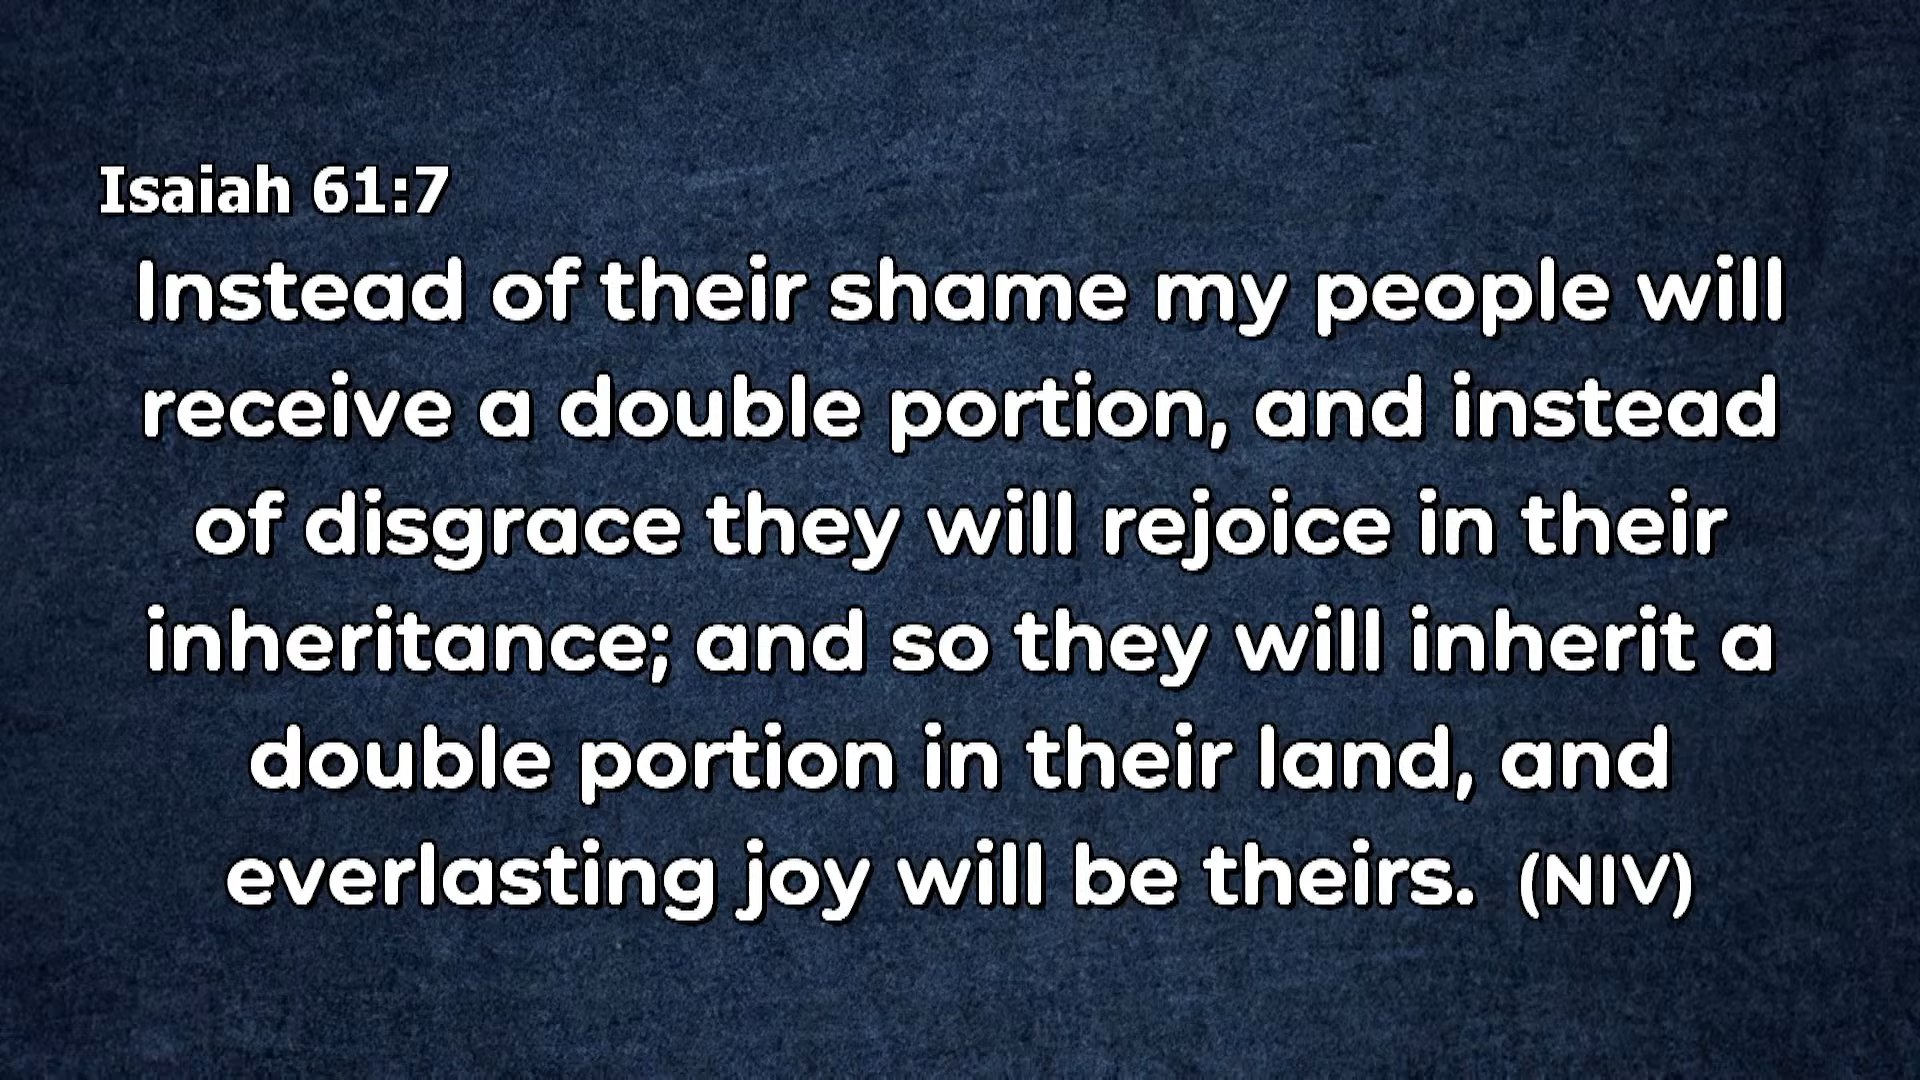 Isaiah 61:7
Instead of their shame my people will
receive a double portion, and instead
of disgrace they will rejoice in their
inheritance; and so they will inherit a
double portion in their land, and
everlasting joy will be theirs. (NIV)